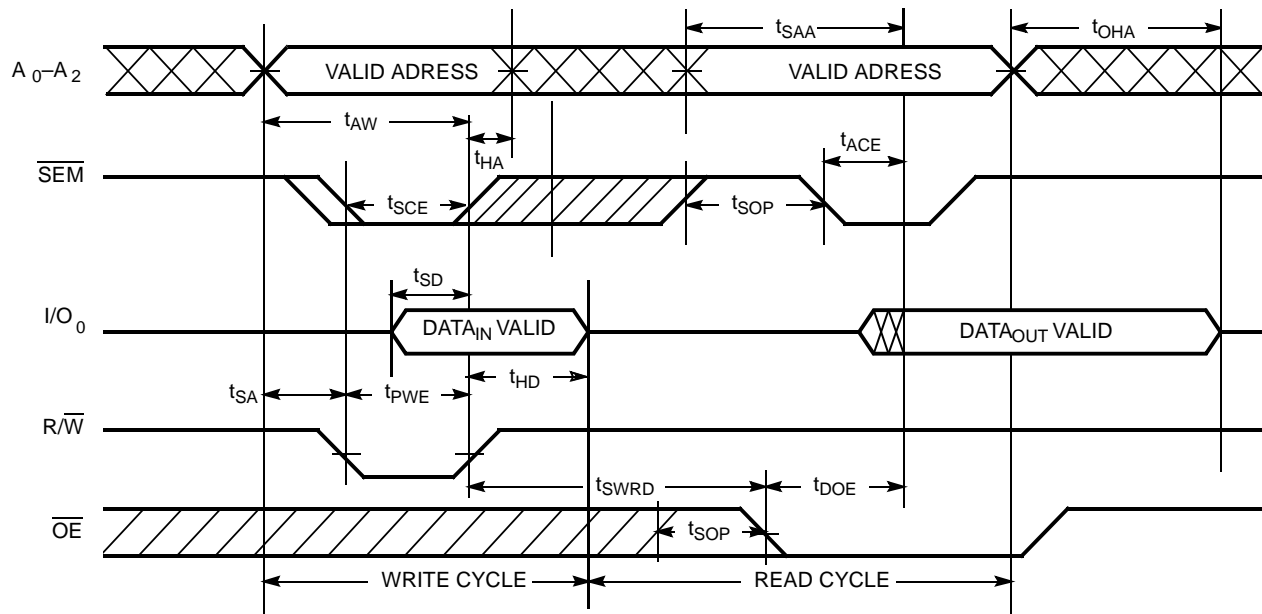 tSAA
tOHA
A0–A2
VALID ADRESS
VALID ADRESS
tAW
tHA
tACE
SEM
tSCE
tSOP
tSD
I/O0
DATAIN VALID
DATAOUT VALID
tSA
tPWE
tHD
R/W
tSWRD
tDOE
OE
tSOP
WRITE CYCLE
READ CYCLE